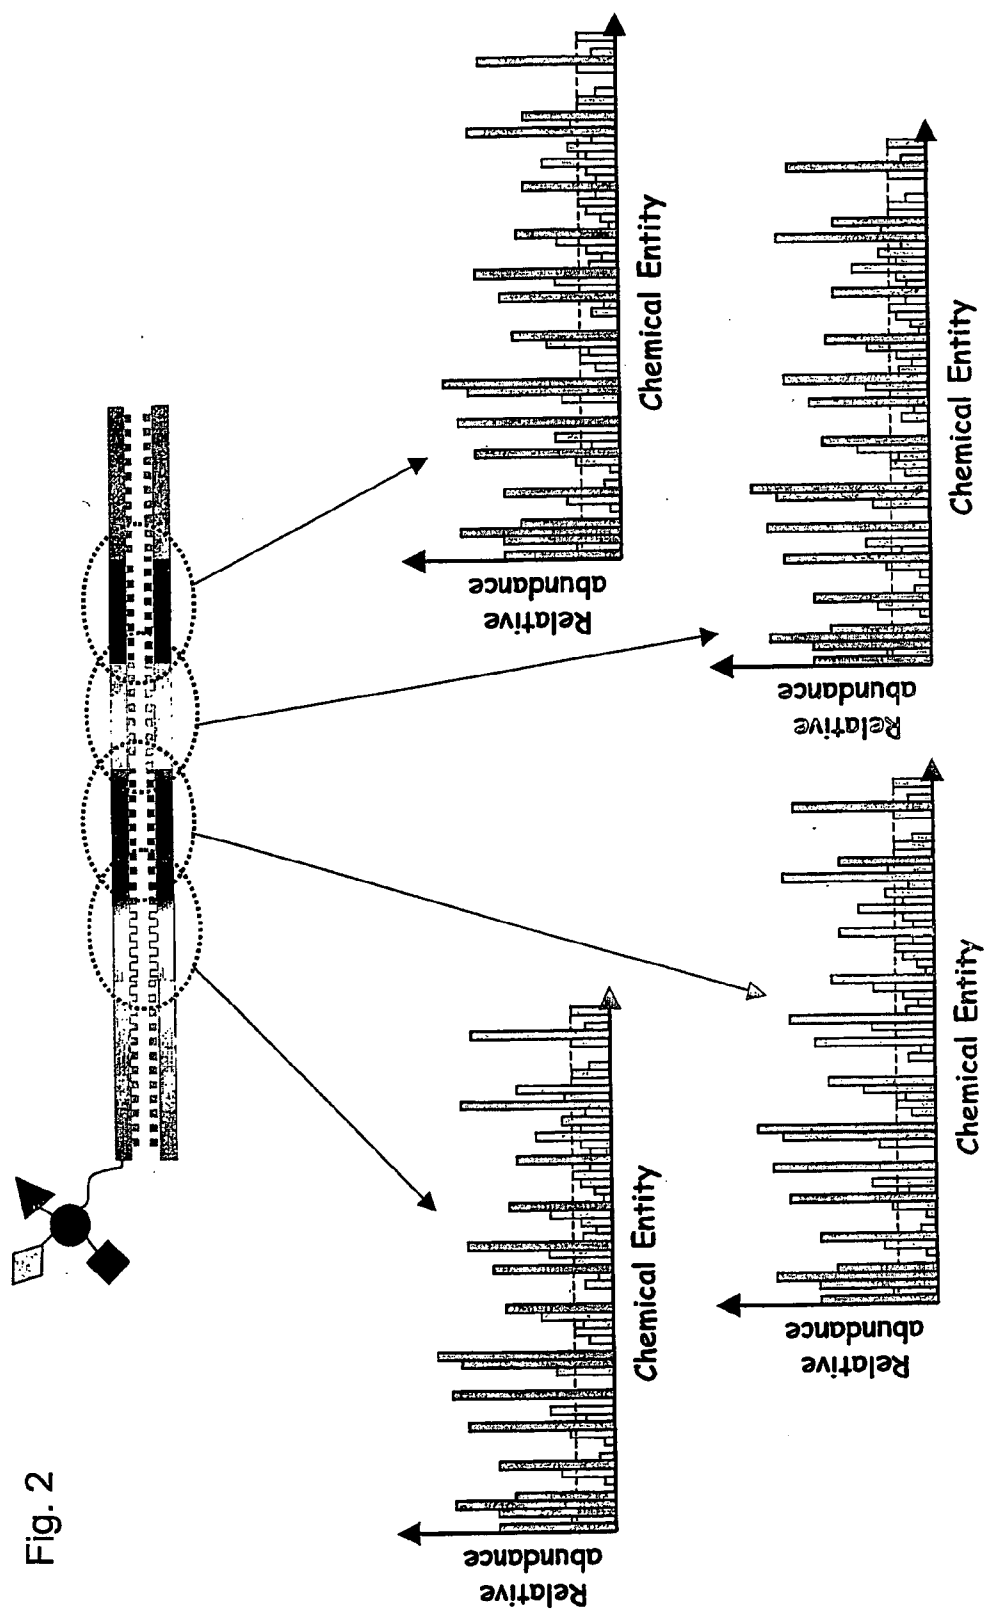 Fig. 2
Relative
abundance
Chemical Entity
Relative
abundance
Chemical Entity
Relative
abundance
Chemical Entity
Relative
abundance
Chemical Entity